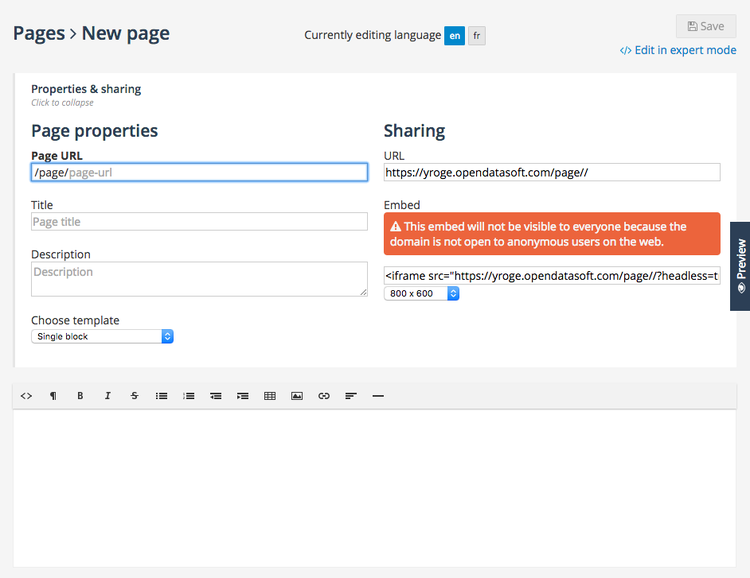 Pages > New page
Currently editing language en fr
Save
</> Edit in expert mode
Properties & sharing
Click to collapse
Page properties
Page URL
/page/page-url
Title
Page title
Description
Description
Choose template
Single block
Sharing
URL
https://yroge.opendatasoft.com/page//
Embed
This embed will not be visible to everyone because the
domain is not open to anonymous users on the web.
<iframe src="https://yroge.opendatasoft.com/page//?headless=t
800 x 600
Preview
<> ¶ B I S